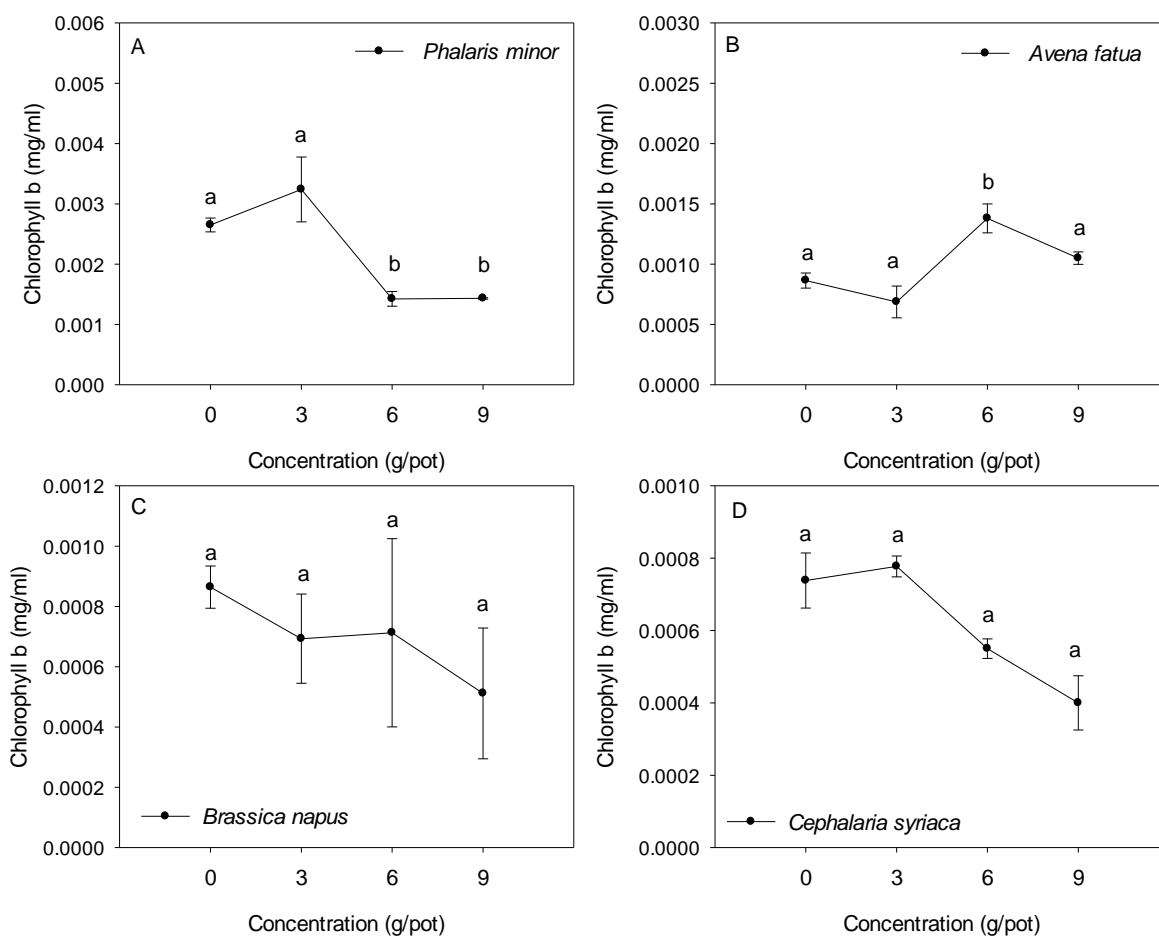 A
Phalaris minor
Chlorophyll b (mg/ml)
0.006
0.005
0.004
0.003
0.002
0.001
0.000
a
a
b
b
0 3 6 9
Concentration (g/pot)
B
Avena fatua
Chlorophyll b (mg/ml)
0.0030
0.0025
0.0020
0.0015
0.0010
0.0005
0.0000
a
a
b
a
0 3 6 9
Concentration (g/pot)
C
Chlorophyll b (mg/ml)
0.0012
0.0010
0.0008
0.0006
0.0004
0.0002
0.0000
a
a
a
a
Brassica napus
0 3 6 9
Concentration (g/pot)
D
Chlorophyll b (mg/ml)
0.0010
0.0008
0.0006
0.0004
0.0002
0.0000
a
a
a
a
Cephalaria syriaca
0 3 6 9
Concentration (g/pot)